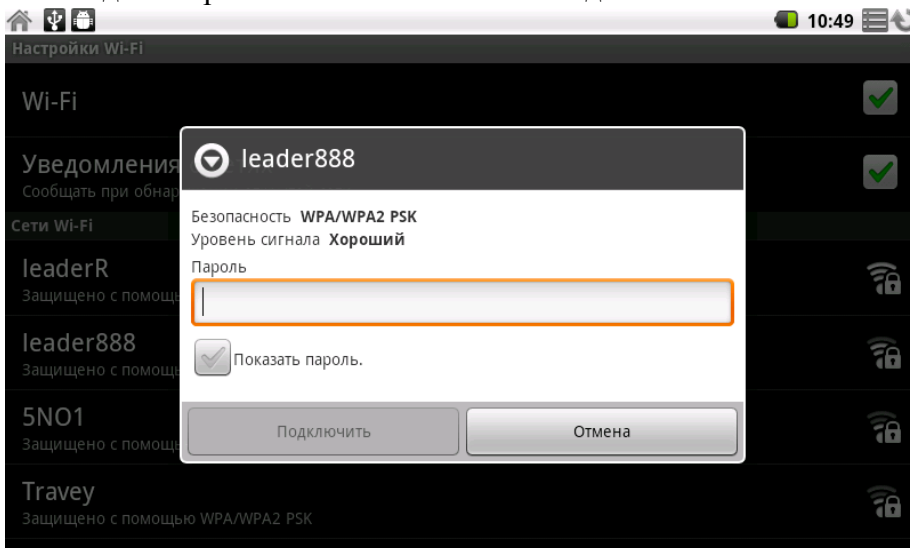 10:49
Настройки Wi-Fi
Wi-Fi
Уведомления
Сообщать при обнар
Сети Wi-Fi
leader888
Безопасность WPA/WPA2 PSK
Уровень сигнала Хороший
Пароль
Показать пароль.
Подключить
Отмена
leaderR
Защищено с помощь
leader888
Защищено с помощь
5NO1
Защищено с помощь
Travey
Защищено с помощью WPA/WPA2 PSK